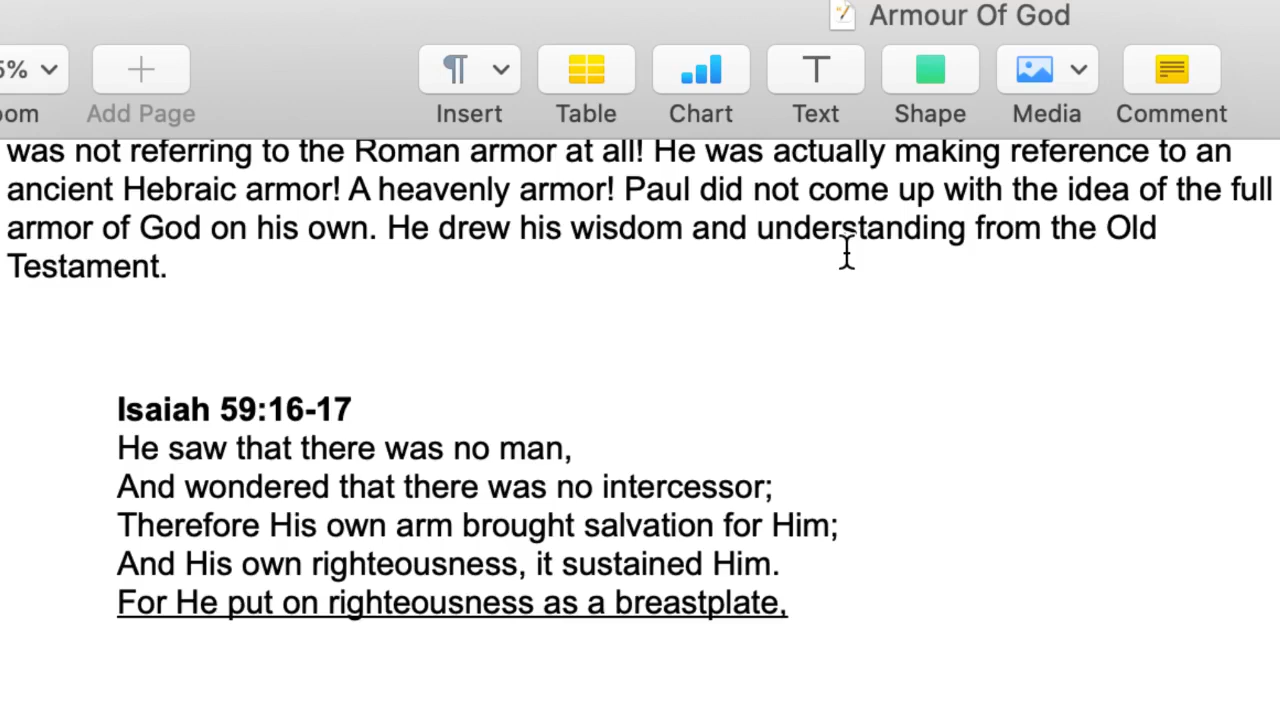 Armour Of God
5%
oom
Add Page
Insert
Table
Chart
Text
Shape
Media
Comment
was not referring to the Roman armor at all! He was actually making reference to an
ancient Hebraic armor! A heavenly armor! Paul did not come up with the idea of the full
armor of God on his own. He drew his wisdom and understanding from the Old
Testament.
Isaiah 59:16-17
He saw that there was no man,
And wondered that there was no intercessor;
Therefore His own arm brought salvation for Him;
And His own righteousness, it sustained Him.
For He put on righteousness as a breastplate,